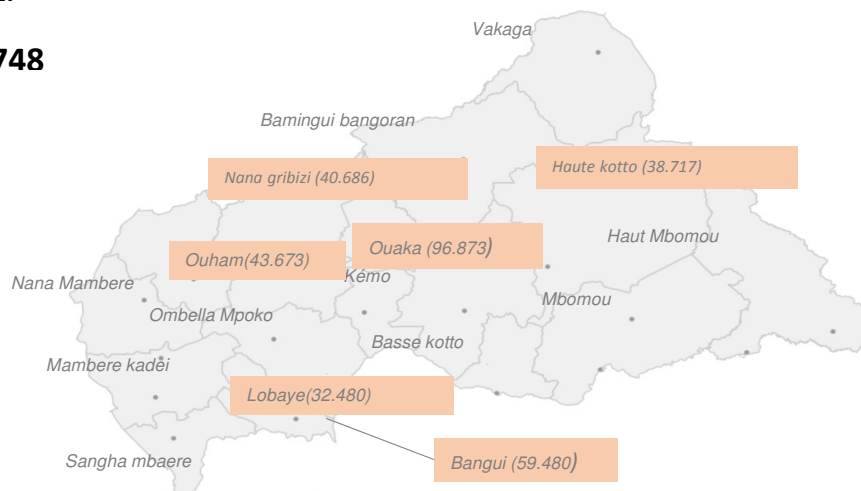 748
Vakaga
Bamingui bangoran
Haute kotto (38.717)
Nana gribizi (40.686)
Haut Mbomou
Ouaka (96.873)
Ouham(43.673)
Kémo
Nana Mambere
Mbomou
Ombella Mpoko
Basse kotto
Mambere kadëi
Lobaye(32.480)
Bangui (59.480)
Sangha mbaere